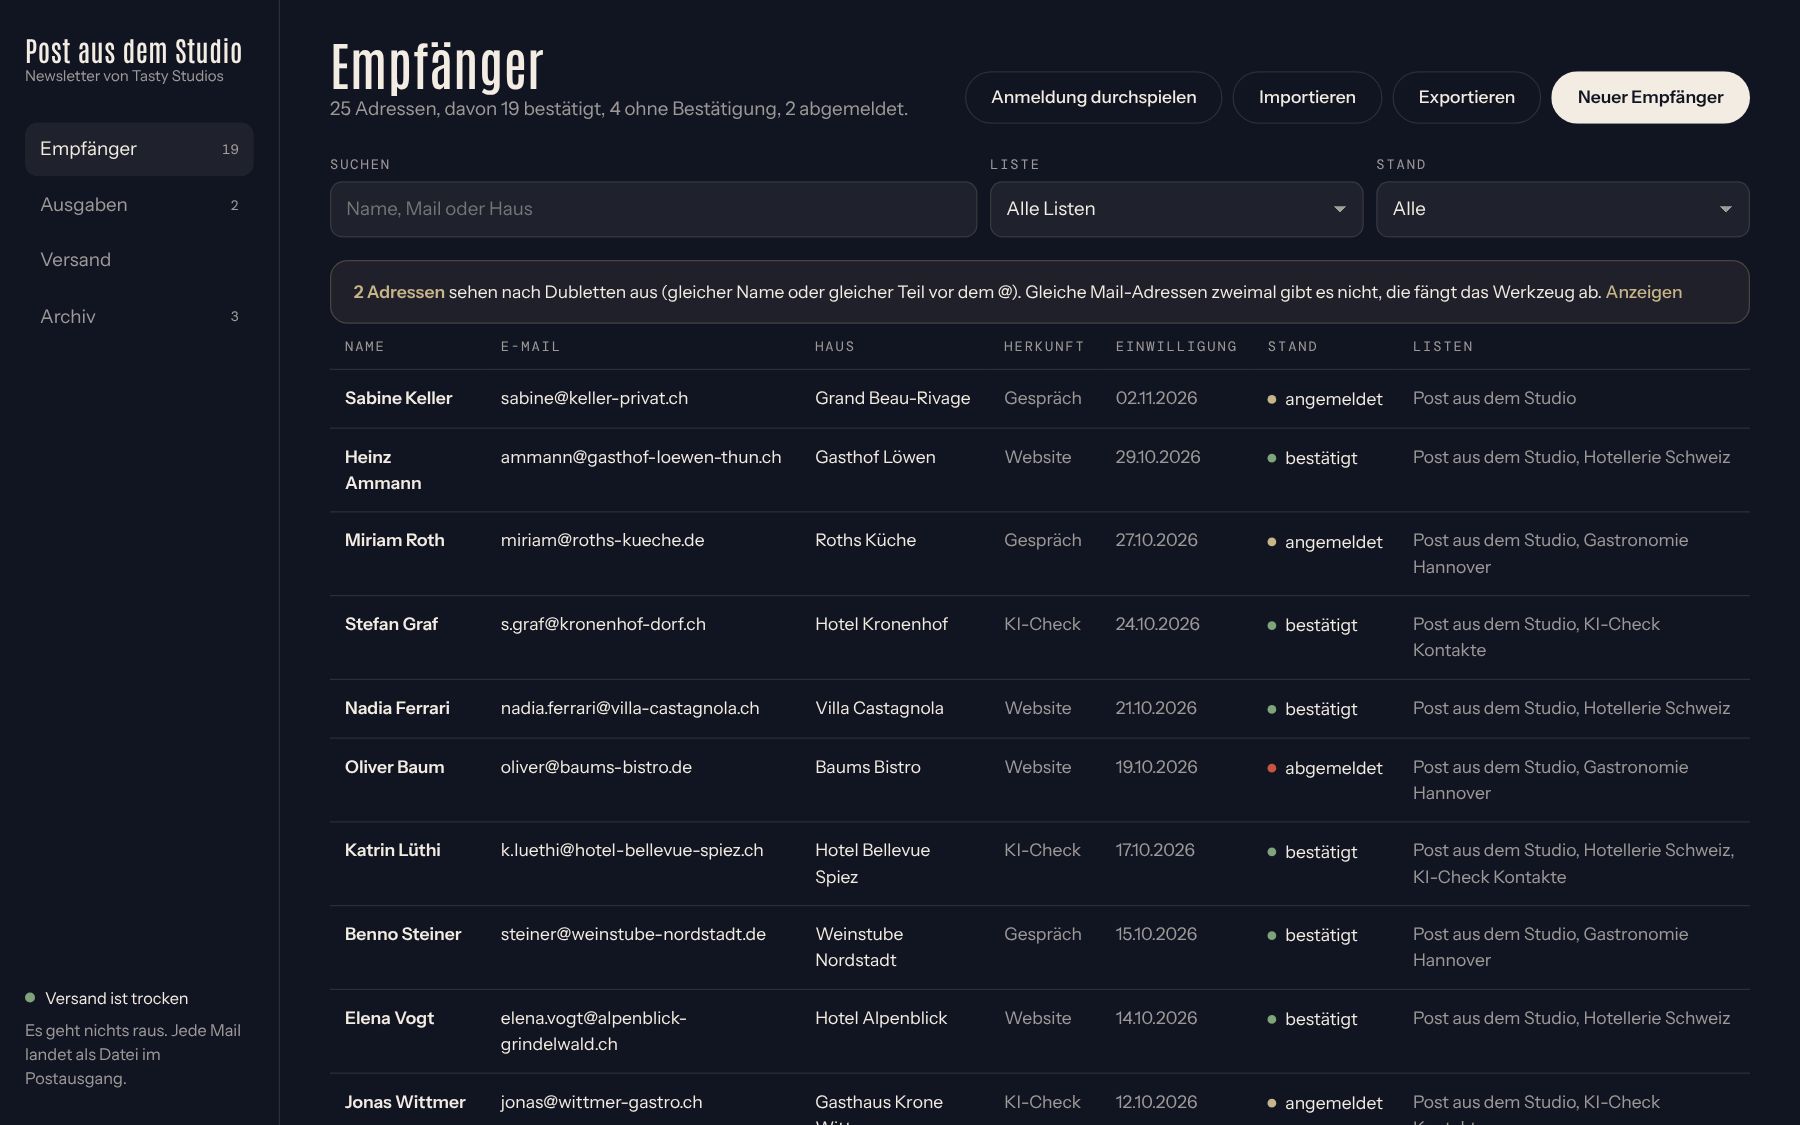 Post aus dem Studio
Newsletter von Tasty Studios
Empfänger 19
Ausgaben 2
Versand
Archiv 3
Versand ist trocken
Es geht nichts raus. Jede Mail
landet als Datei im
Postausgang.
Empfänger
25 Adressen, davon 19 bestätigt, 4 ohne Bestätigung, 2 abgemeldet.
Anmeldung durchspielen Importieren Exportieren Neuer Empfänger
SUCHEN LISTE STAND
Name, Mail oder Haus Alle Listen Alle
2 Adressen sehen nach Dubletten aus (gleicher Name oder gleicher Teil vor dem @). Gleiche Mail-Adressen zweimal gibt es nicht, die fängt das Werkzeug ab. Anzeigen
NAME E-MAIL HAUS HERKUNFT EINWILLIGUNG STAND LISTEN
Sabine Keller sabine@keller-privat.ch Grand Beau-Rivage Gespräch 02.11.2026 angemeldet Post aus dem Studio
Heinz ammann@gasthof-loewen-thun.ch Gasthof Löwen Website 29.10.2026 bestätigt Post aus dem Studio, Hotellerie Schweiz
Ammann
Miriam Roth miriam@roths-kueche.de Roths Küche Gespräch 27.10.2026 angemeldet Post aus dem Studio, Gastronomie
Hannover
Stefan Graf s.graf@kronenhof-dorf.ch Hotel Kronenhof KI-Check 24.10.2026 bestätigt Post aus dem Studio, KI-Check
Kontakte
Nadia Ferrari nadia.ferrari@villa-castagnola.ch Villa Castagnola Website 21.10.2026 bestätigt Post aus dem Studio, Hotellerie Schweiz
Oliver Baum oliver@baums-bistro.de Baums Bistro Website 19.10.2026 abgemeldet Post aus dem Studio, Gastronomie
Hannover
Katrin Lüthi k.luethi@hotel-bellevue-spiez.ch Hotel Bellevue KI-Check 17.10.2026 bestätigt Post aus dem Studio, Hotellerie Schweiz,
Spiez KI-Check Kontakte
Benno Steiner steiner@weinstube-nordstadt.de Weinstube Gespräch 15.10.2026 bestätigt Post aus dem Studio, Gastronomie
Nordstadt Hannover
Elena Vogt elena.vogt@alpenblick- Hotel Alpenblick Website 14.10.2026 bestätigt Post aus dem Studio, Hotellerie Schweiz
grindelwald.ch
Jonas Wittmer jonas@wittmer-gastro.ch Gasthaus Krone KI-Check 12.10.2026 angemeldet Post aus dem Studio, KI-Check